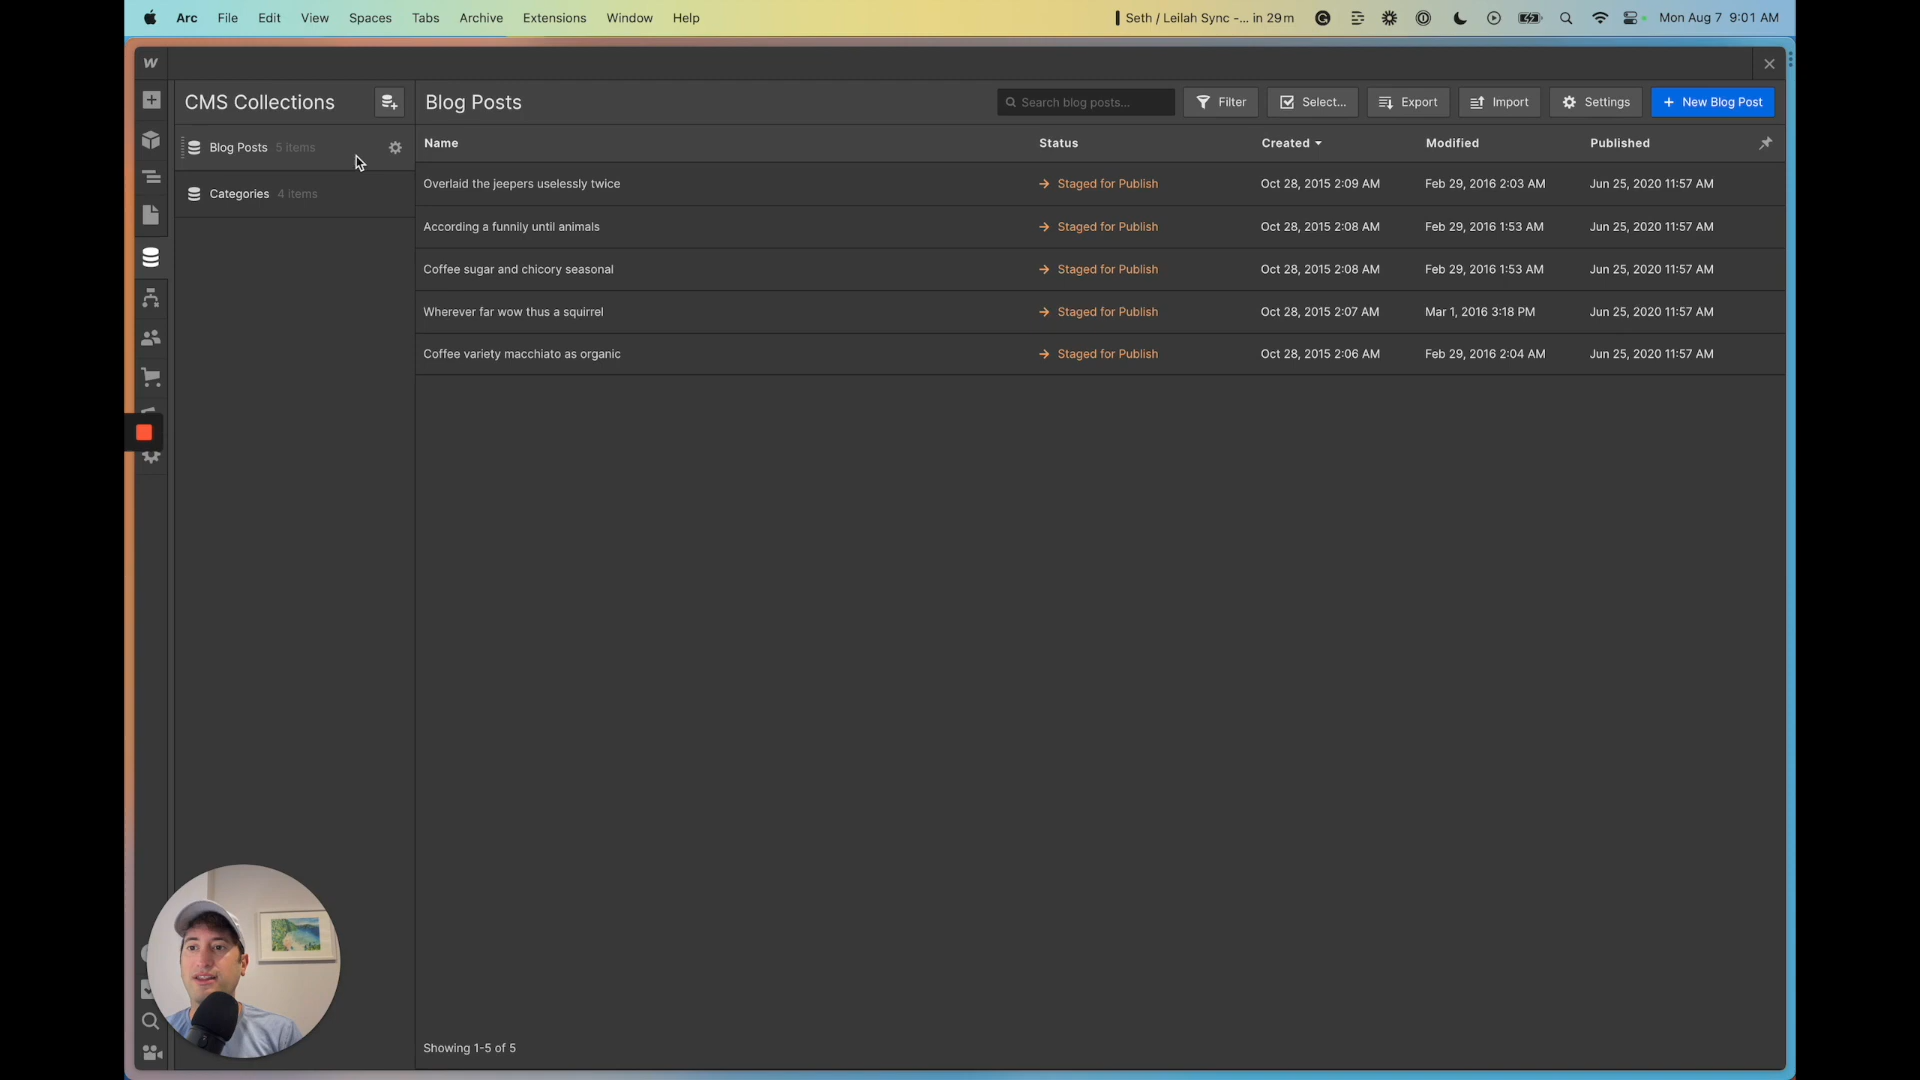 Arc File Edit View Spaces Tabs Archive Extensions Window Help Seth / Leilah Sync -... in 29m Mon Aug 7 9:01 AM
CMS Collections
Blog Posts
Search blog posts...
Filter
Select...
Export
Import
Settings
+ New Blog Post
Blog Posts 5 items
Categories 4 items
Name Status Created Modified Published
Overlaid the jeepers uselessly twice → Staged for Publish Oct 28, 2015 2:09 AM Feb 29, 2016 2:03 AM Jun 25, 2020 11:57 AM
According a funnily until animals → Staged for Publish Oct 28, 2015 2:08 AM Feb 29, 2016 1:53 AM Jun 25, 2020 11:57 AM
Coffee sugar and chicory seasonal → Staged for Publish Oct 28, 2015 2:08 AM Feb 29, 2016 1:53 AM Jun 25, 2020 11:57 AM
Wherever far wow thus a squirrel → Staged for Publish Oct 28, 2015 2:07 AM Mar 1, 2016 3:18 PM Jun 25, 2020 11:57 AM
Coffee variety macchiato as organic → Staged for Publish Oct 28, 2015 2:06 AM Feb 29, 2016 2:04 AM Jun 25, 2020 11:57 AM
Showing 1-5 of 5